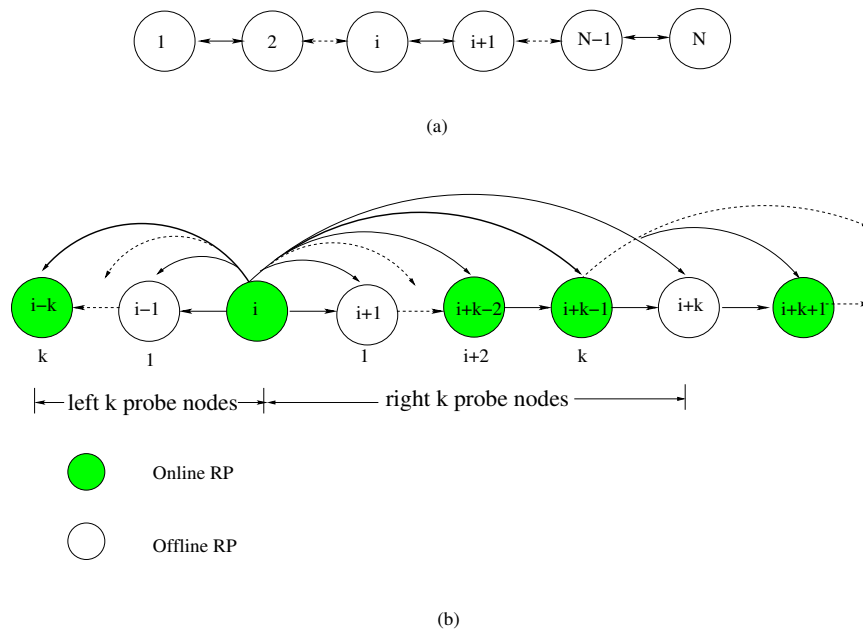 1 2 i i+1 N−1 N
(a)
i−k i−1 i i+1 i+k−2 i+k−1 i+k i+k+1
k 1 1 i+2 k
left k probe nodes right k probe nodes
Online RP
Offline RP
(b)